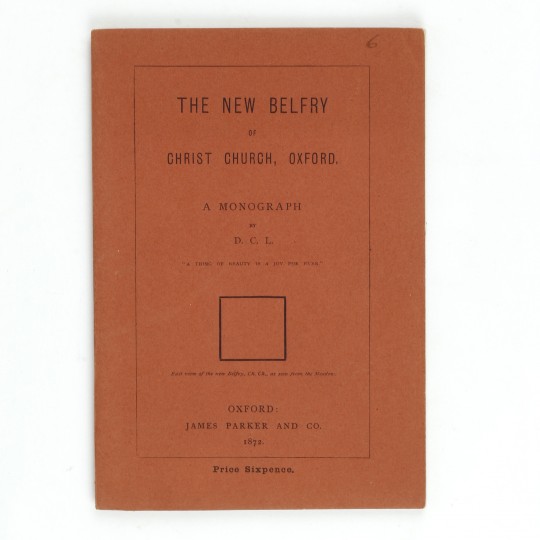 6
THE NEW BELFRY
OF
CHRIST CHURCH, OXFORD.
A MONOGRAPH
BY
D. C. L.
"A THING OF BEAUTY IS A JOY FOR EVER."
East view of the new Belfry, Ch. Ch., as seen from the Meadow.
OXFORD:
JAMES PARKER AND CO.
1872.
Price Sixpence.